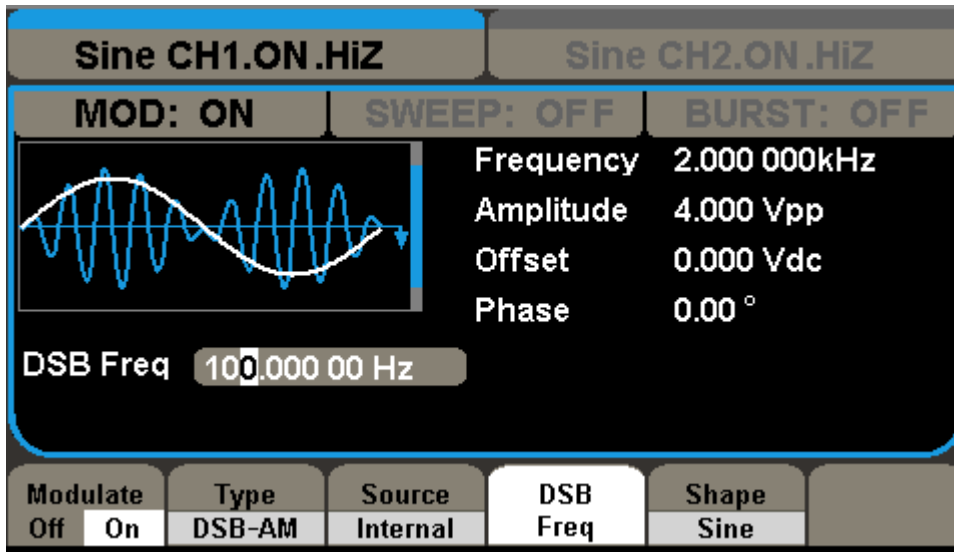 Sine CH1.ON.HiZ
Sine CH2.ON.HiZ
MOD: ON
SWEEP: OFF
BURST: OFF
Frequency 2.000 000kHz
Amplitude 4.000 Vpp
Offset 0.000 Vdc
Phase 0.00 °
DSB Freq 100.000 00 Hz
Modulate
Off On
Type
DSB-AM
Source
Internal
DSB
Freq
Shape
Sine